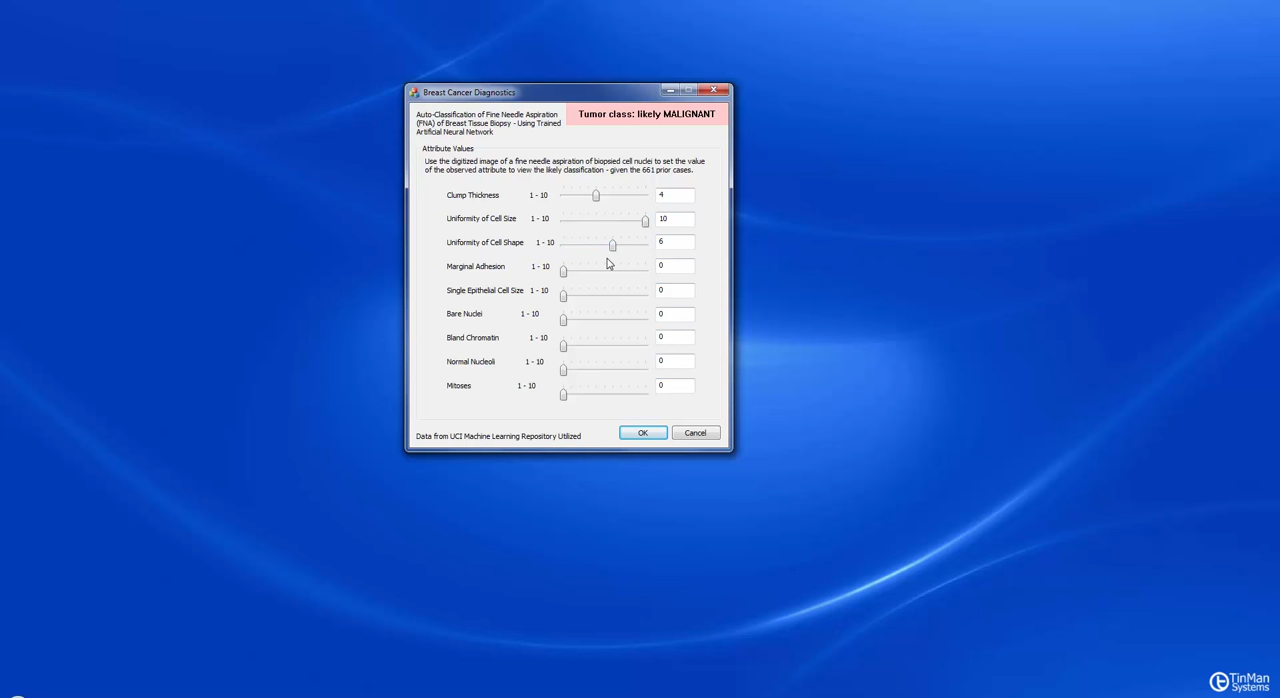 Breast Cancer Diagnostics
Auto-Classification of Fine Needle Aspiration
(FNA) of Breast Tissue Biopsy - Using Trained
Artificial Neural Network
Tumor class: likely MALIGNANT
Attribute Values
Use the digitized image of a fine needle aspiration of biopsied cell nudei to set the value
of the observed attribute to view the likely classification - given the 661 prior cases.
Clump Thickness 1 - 10 4
Uniformity of Cell Size 1 - 10 10
Uniformity of Cell Shape 1 - 10 6
Marginal Adhesion 1 - 10 0
Single Epithelial Cell Size 1 - 10 0
Bare Nuclei 1 - 10 0
Bland Chromatin 1 - 10 0
Normal Nucleoli 1 - 10 0
Mitoses 1 - 10 0
Data from UCI Machine Learning Repository Utilized
OK Cancel
TinMan
Systems